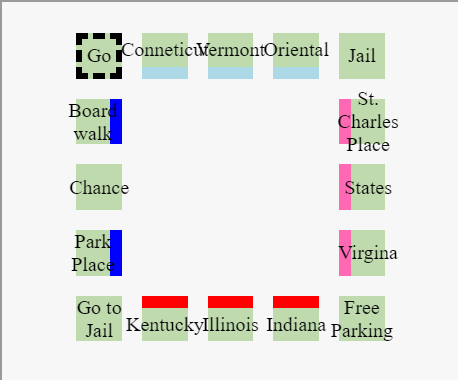 Go
Conneticut
Vermont
Oriental
Jail
Board
walk
St.
Charles
Place
Chance
States
Park
Place
Virgina
Go to
Jail
Kentucky
Illinois
Indiana
Free
Parking